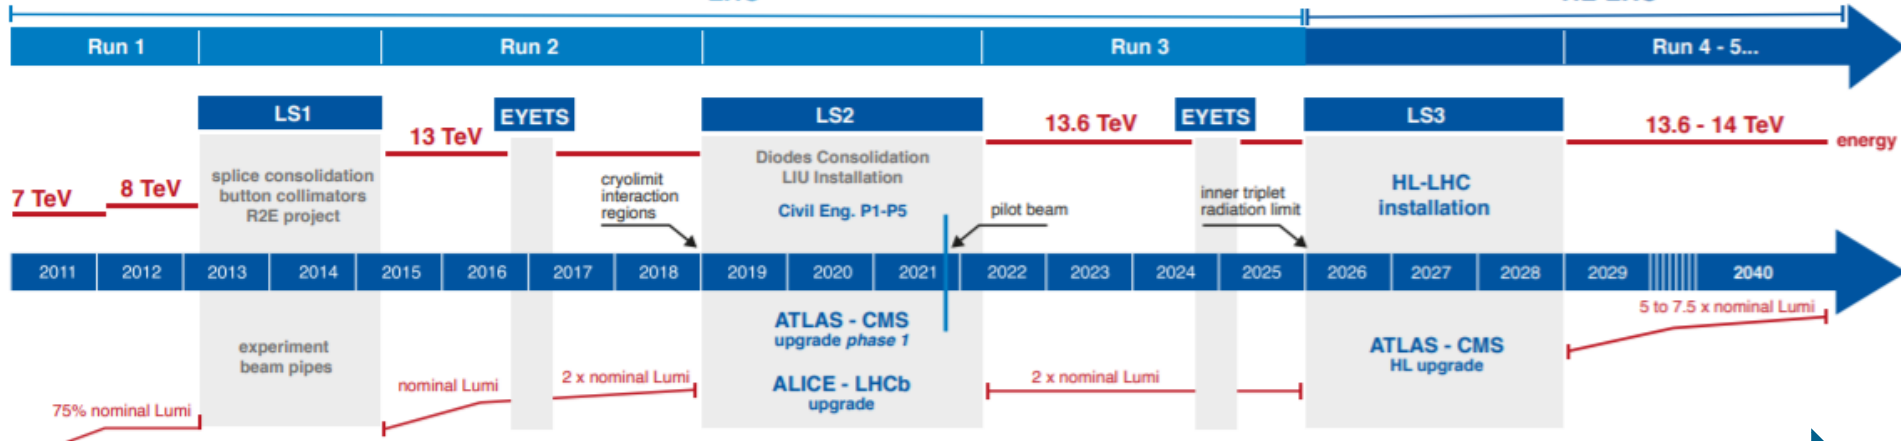 Run 1
Run 2
Run 3
Run 4 - 5...
LS1
EYETS
LS2
EYETS
LS3
13 TeV
13.6 TeV
13.6 - 14 TeV
energy
7 TeV
8 TeV
splice consolidation
button collimators
R2E project
cryolimit
interaction
regions
Diodes Consolidation
LIU Installation
Civil Eng. P1-P5
pilot beam
inner triplet
radiation limit
HL-LHC
installation
2011 2012 2013 2014 2015 2016 2017 2018 2019 2020 2021 2022 2023 2024 2025 2026 2027 2028 2029 2040
experiment
beam pipes
ATLAS - CMS
upgrade phase 1
ALICE - LHCb
upgrade
ATLAS - CMS
HL upgrade
5 to 7.5 x nominal Lumi
75% nominal Lumi
nominal Lumi
2 x nominal Lumi
2 x nominal Lumi